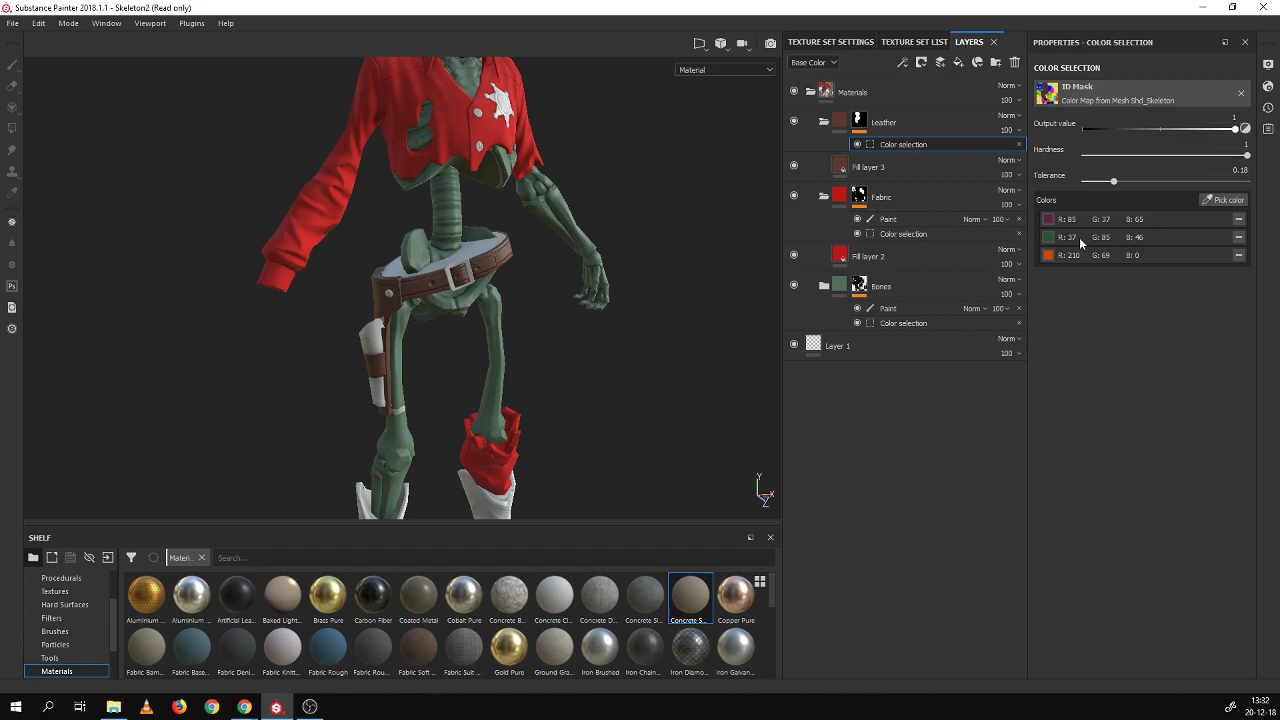 Substance Painter 2018.1.1 - Skeleton2 (Read only)
File Edit Mode Window Viewport Plugins Help
Material
TEXTURE SET SETTINGS TEXTURE SET LIST LAYERS
Base Color
Materials Norm 100
Leather Norm 100
Color selection
Fill layer 3 Norm 100
Fabric Norm 100
Paint Norm 100
Color selection
Fill layer 2 Norm 100
Bones Norm 100
Paint Norm 100
Color selection
Layer 1 Norm 100
PROPERTIES - COLOR SELECTION
COLOR SELECTION
ID Mask
Color Map from Mesh Shd_Skeleton
Output value 1
Hardness 1
Tolerance 0.18
Colors Pick color
R: 85 G: 37 B: 65
R: 37 G: 85 B: 46
R: 210 G: 69 B: 0
Y
X
Z
Ps
SHELF
Materi... Search...
Procedurals
Textures
Hard Surfaces
Filters
Brushes
Particles
Tools
Materials
Aluminium ... Aluminium ... Artificial Lea... Baked Light... Brass Pure Carbon Fiber Coated Metal Cobalt Pure Concrete B... Concrete Cl... Concrete D... Concrete Sl... Concrete S... Copper Pure
Fabric Bam... Fabric Base... Fabric Deni... Fabric Knitt... Fabric Rough Fabric Rou... Fabric Soft ... Fabric Suit ... Gold Pure Ground Gra... Iron Brushed Iron Chain... Iron Diamo... Iron Galvan...
13:32
20-12-18